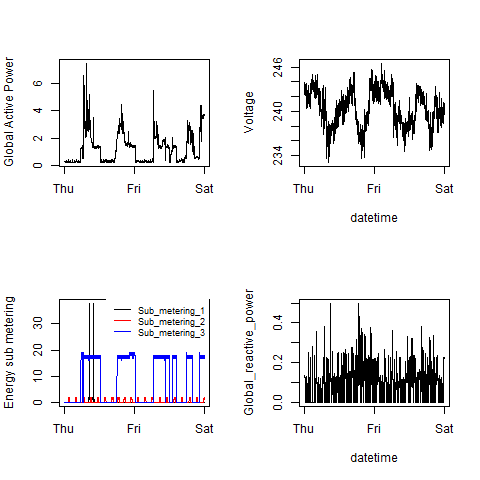 Global Active Power
6
4
2
0
Thu
Fri
Sat
Voltage
246
240
234
Thu
Fri
Sat
datetime
Energy sub metering
30
20
10
0
Sub_metering_1
Sub_metering_2
Sub_metering_3
Thu
Fri
Sat
Global_reactive_power
0.4
0.2
0.0
Thu
Fri
Sat
datetime